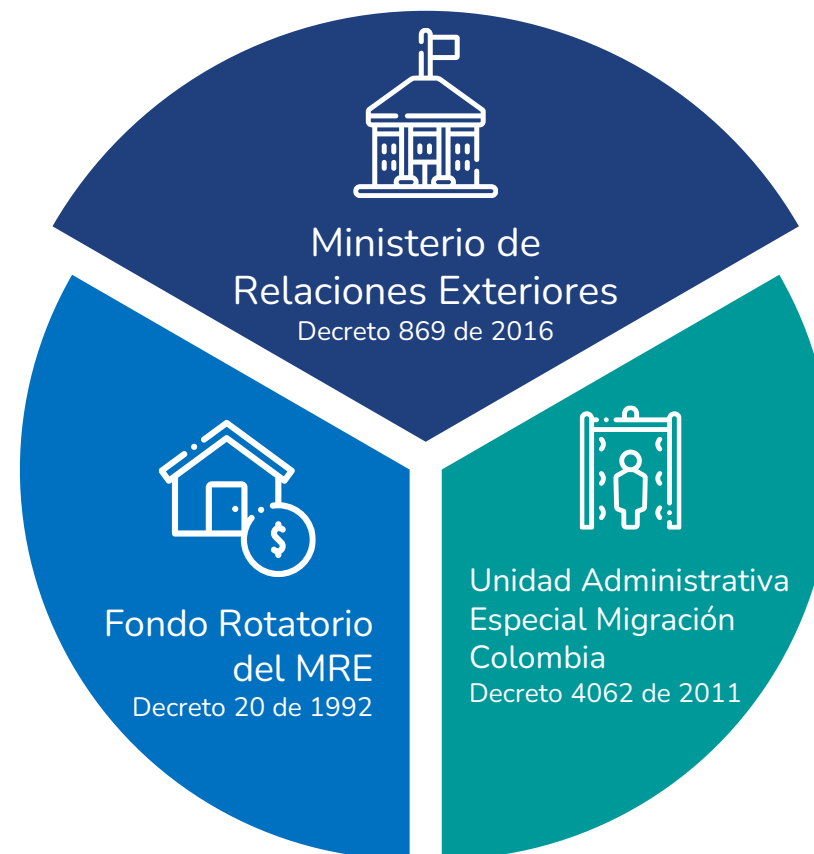 Ministerio de
Relaciones Exteriores
Decreto 869 de 2016
$
Fondo Rotatorio
del MRE
Decreto 20 de 1992
Unidad Administrativa
Especial Migración
Colombia
Decreto 4062 de 2011